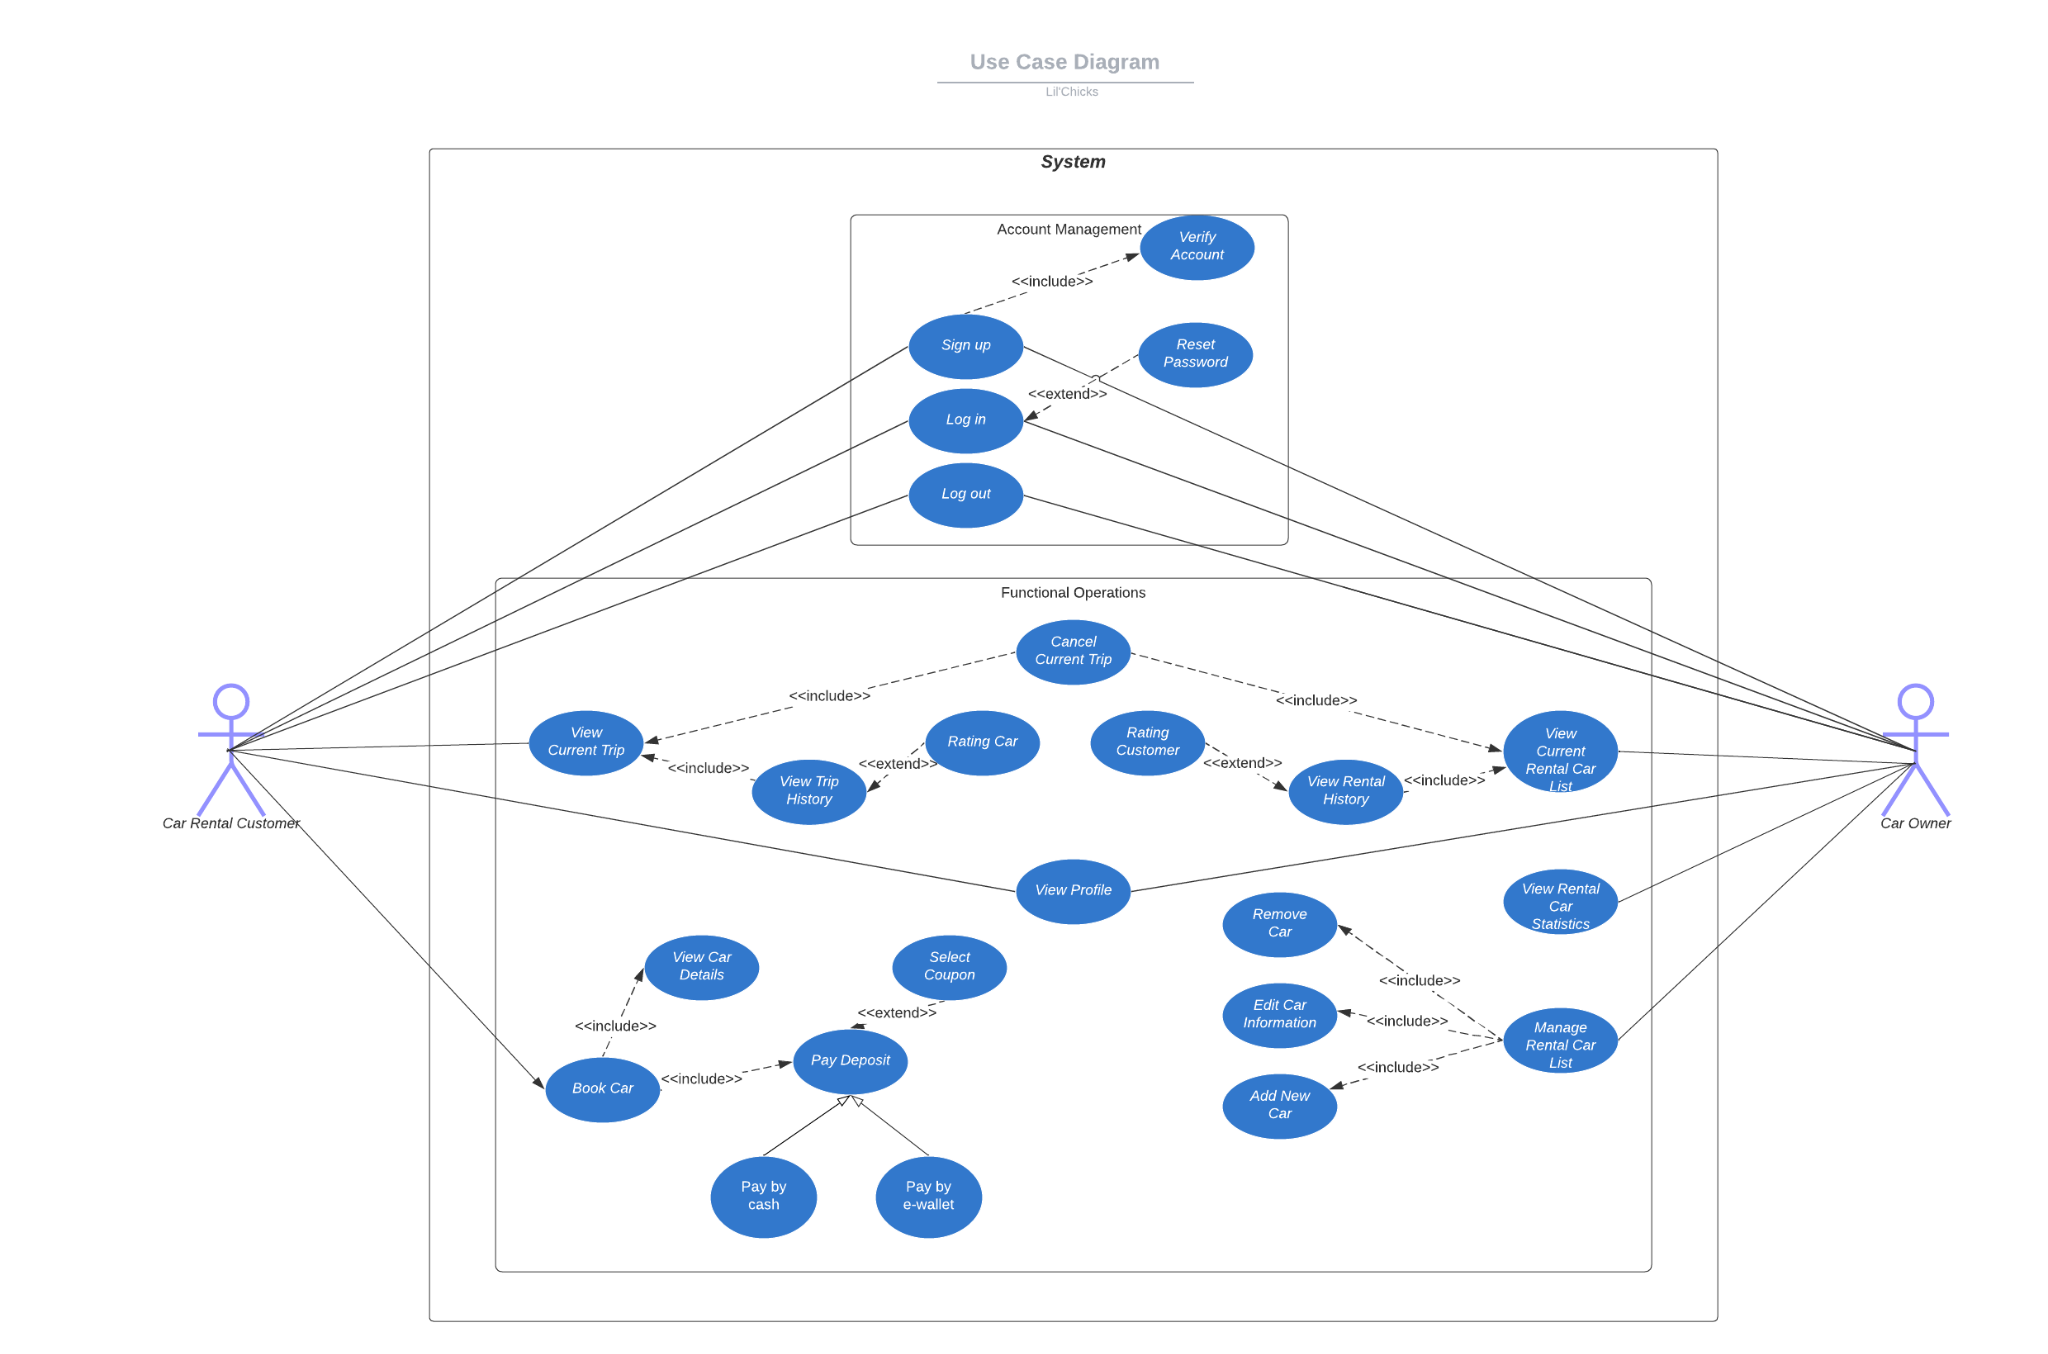 Use Case Diagram
Lil'Chicks
System
Account Management
Verify
Account
<<include>>
Sign up
Reset
Password
<<extend>>
Log in
Log out
Functional Operations
Cancel
Current Trip
<<include>>
<<include>>
View
Current Trip
Rating Car
Rating
Customer
View
Current
Rental Car
List
<<include>>
<<extend>>
<<extend>>
<<include>>
View Trip
History
View Rental
History
Car Rental Customer
Car Owner
View Profile
View Rental
Car
Statistics
Remove
Car
View Car
Details
Select
Coupon
<<include>>
<<extend>>
Edit Car
Information
<<include>>
<<include>>
Manage
Rental Car
List
Pay Deposit
<<include>>
Book Car
<<include>>
Add New
Car
Pay by
cash
Pay by
e-wallet